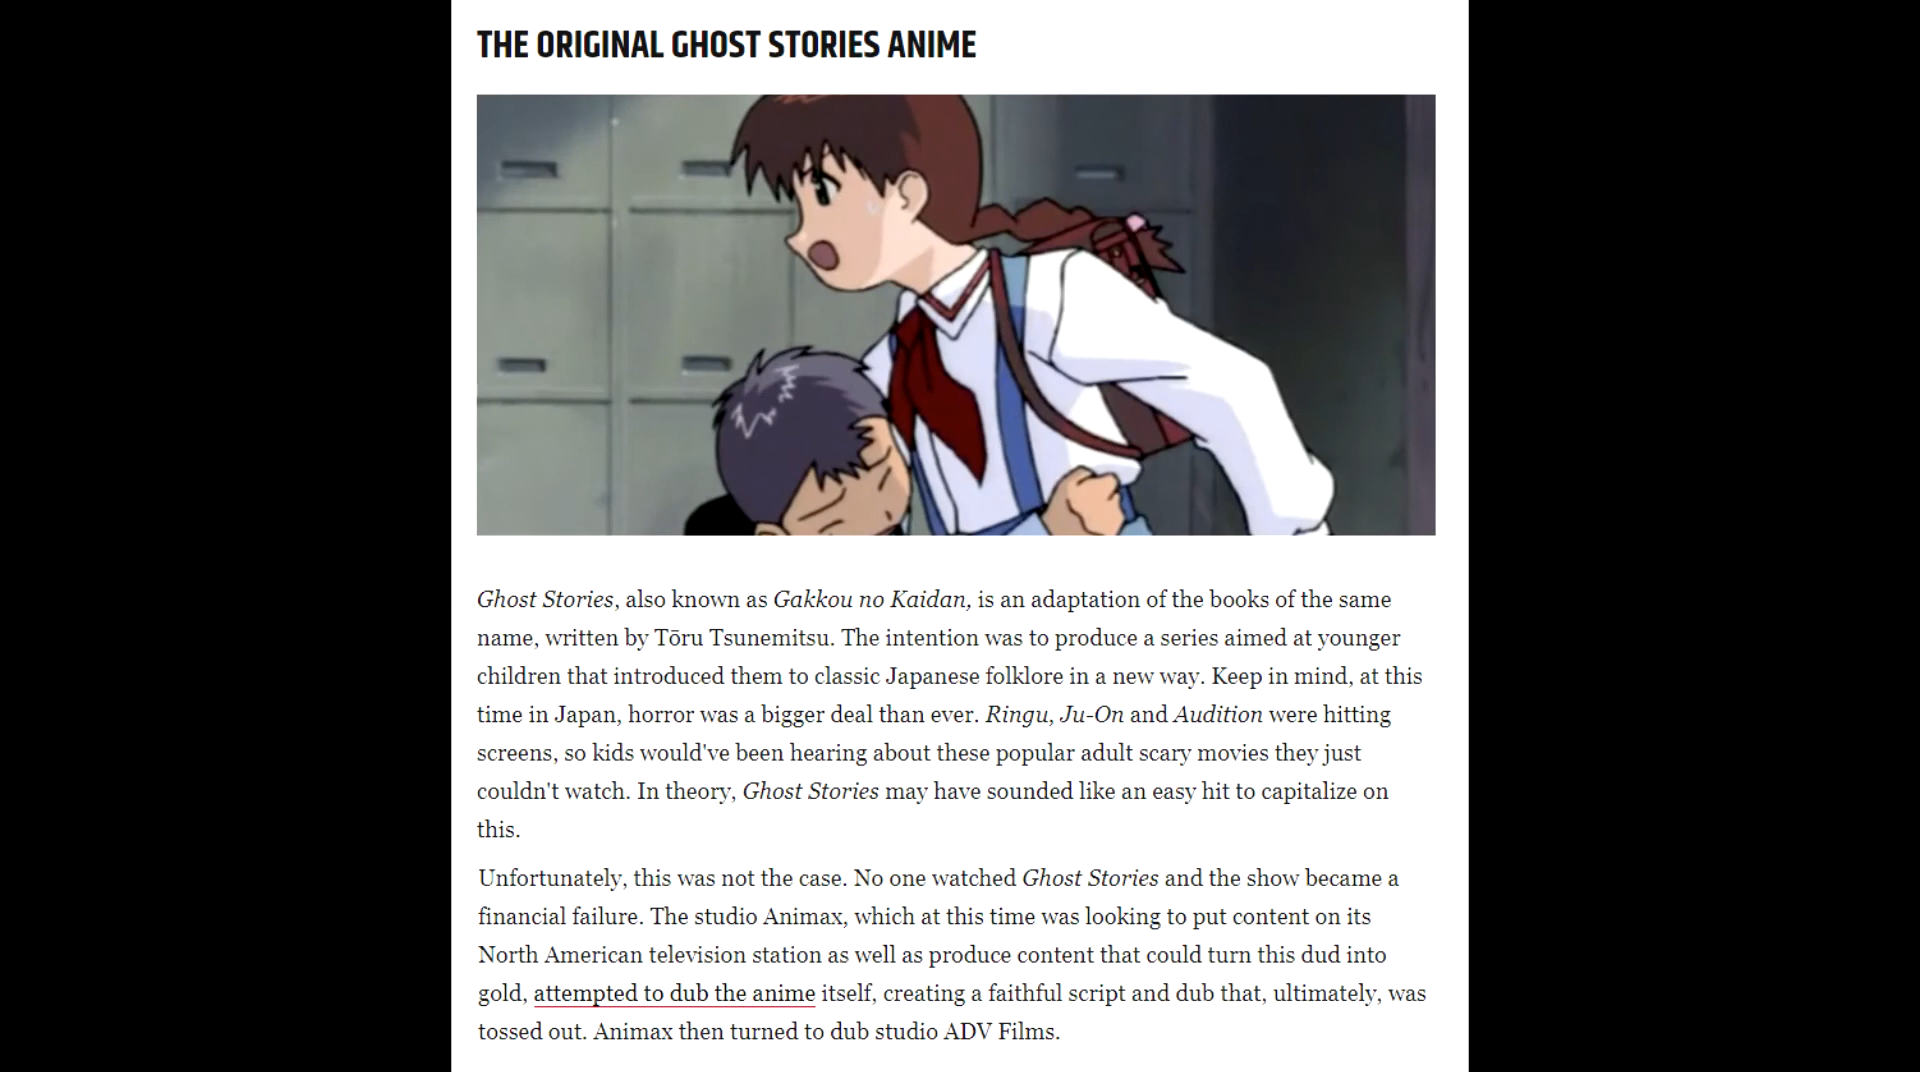 THE ORIGINAL GHOST STORIES ANIME
Ghost Stories, also known as Gakkou no Kaidan, is an adaptation of the books of the same
name, written by Tōru Tsunemitsu. The intention was to produce a series aimed at younger
children that introduced them to classic Japanese folklore in a new way. Keep in mind, at this
time in Japan, horror was a bigger deal than ever. Ringu, Ju-On and Audition were hitting
screens, so kids would've been hearing about these popular adult scary movies they just
couldn't watch. In theory, Ghost Stories may have sounded like an easy hit to capitalize on
this.
Unfortunately, this was not the case. No one watched Ghost Stories and the show became a
financial failure. The studio Animax, which at this time was looking to put content on its
North American television station as well as produce content that could turn this dud into
gold, attempted to dub the anime itself, creating a faithful script and dub that, ultimately, was
tossed out. Animax then turned to dub studio ADV Films.